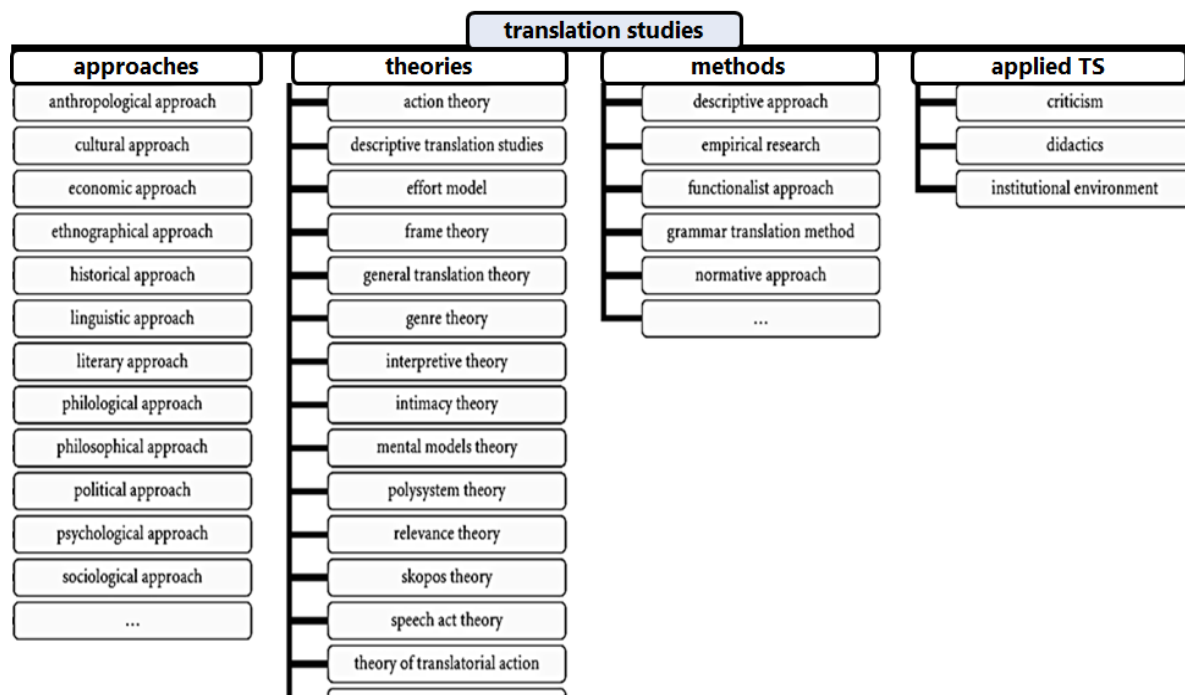 translation studies
approaches
anthropological approach
cultural approach
economic approach
ethnographical approach
historical approach
linguistic approach
literary approach
philological approach
philosophical approach
political approach
psychological approach
sociological approach
...
theories
action theory
descriptive translation studies
effort model
frame theory
general translation theory
genre theory
interpretive theory
intimacy theory
mental models theory
polysystem theory
relevance theory
skopos theory
speech act theory
theory of translatorial action
methods
descriptive approach
empirical research
functionalist approach
grammar translation method
normative approach
...
applied TS
criticism
didactics
institutional environment